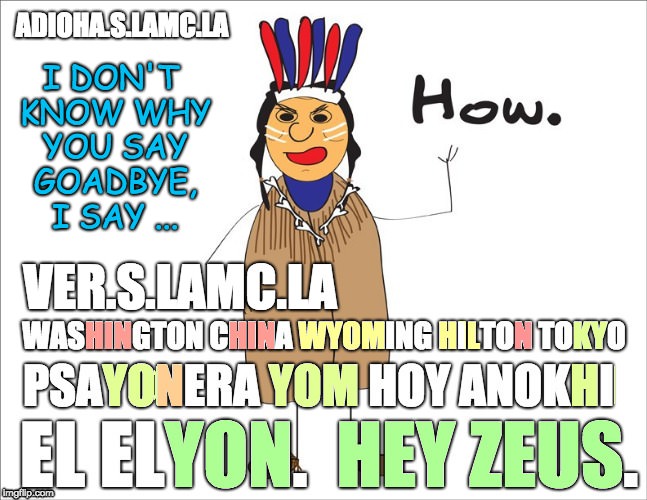 ADIOHA.S.LAMC.LA
I DON'T
KNOW WHY
YOU SAY
GOADBYE,
I SAY ...
How.
VER.S.LAMC.LA
WASHINGTON CHINA WYOMING HILTON TOKYO
PSAYONERA YOM HOY ANOKHI
EL ELYON. HEY ZEUS.
imgflip.com